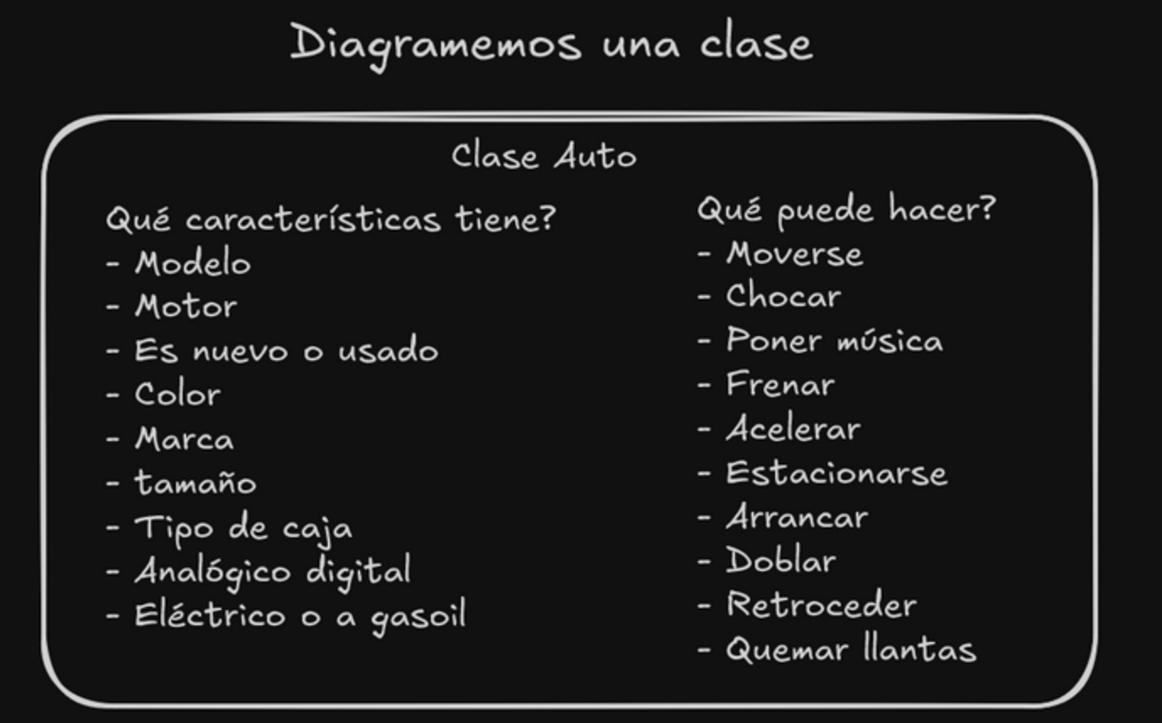 Diagramemos una clase
Clase Auto
Qué características tiene?
- Modelo
- Motor
- Es nuevo o usado
- Color
- Marca
- tamaño
- Tipo de caja
- Analógico digital
- Eléctrico o a gasoil
Qué puede hacer?
- Moverse
- Chocar
- Poner música
- Frenar
- Acelerar
- Estacionarse
- Arrancar
- Doblar
- Retroceder
- Quemar llantas